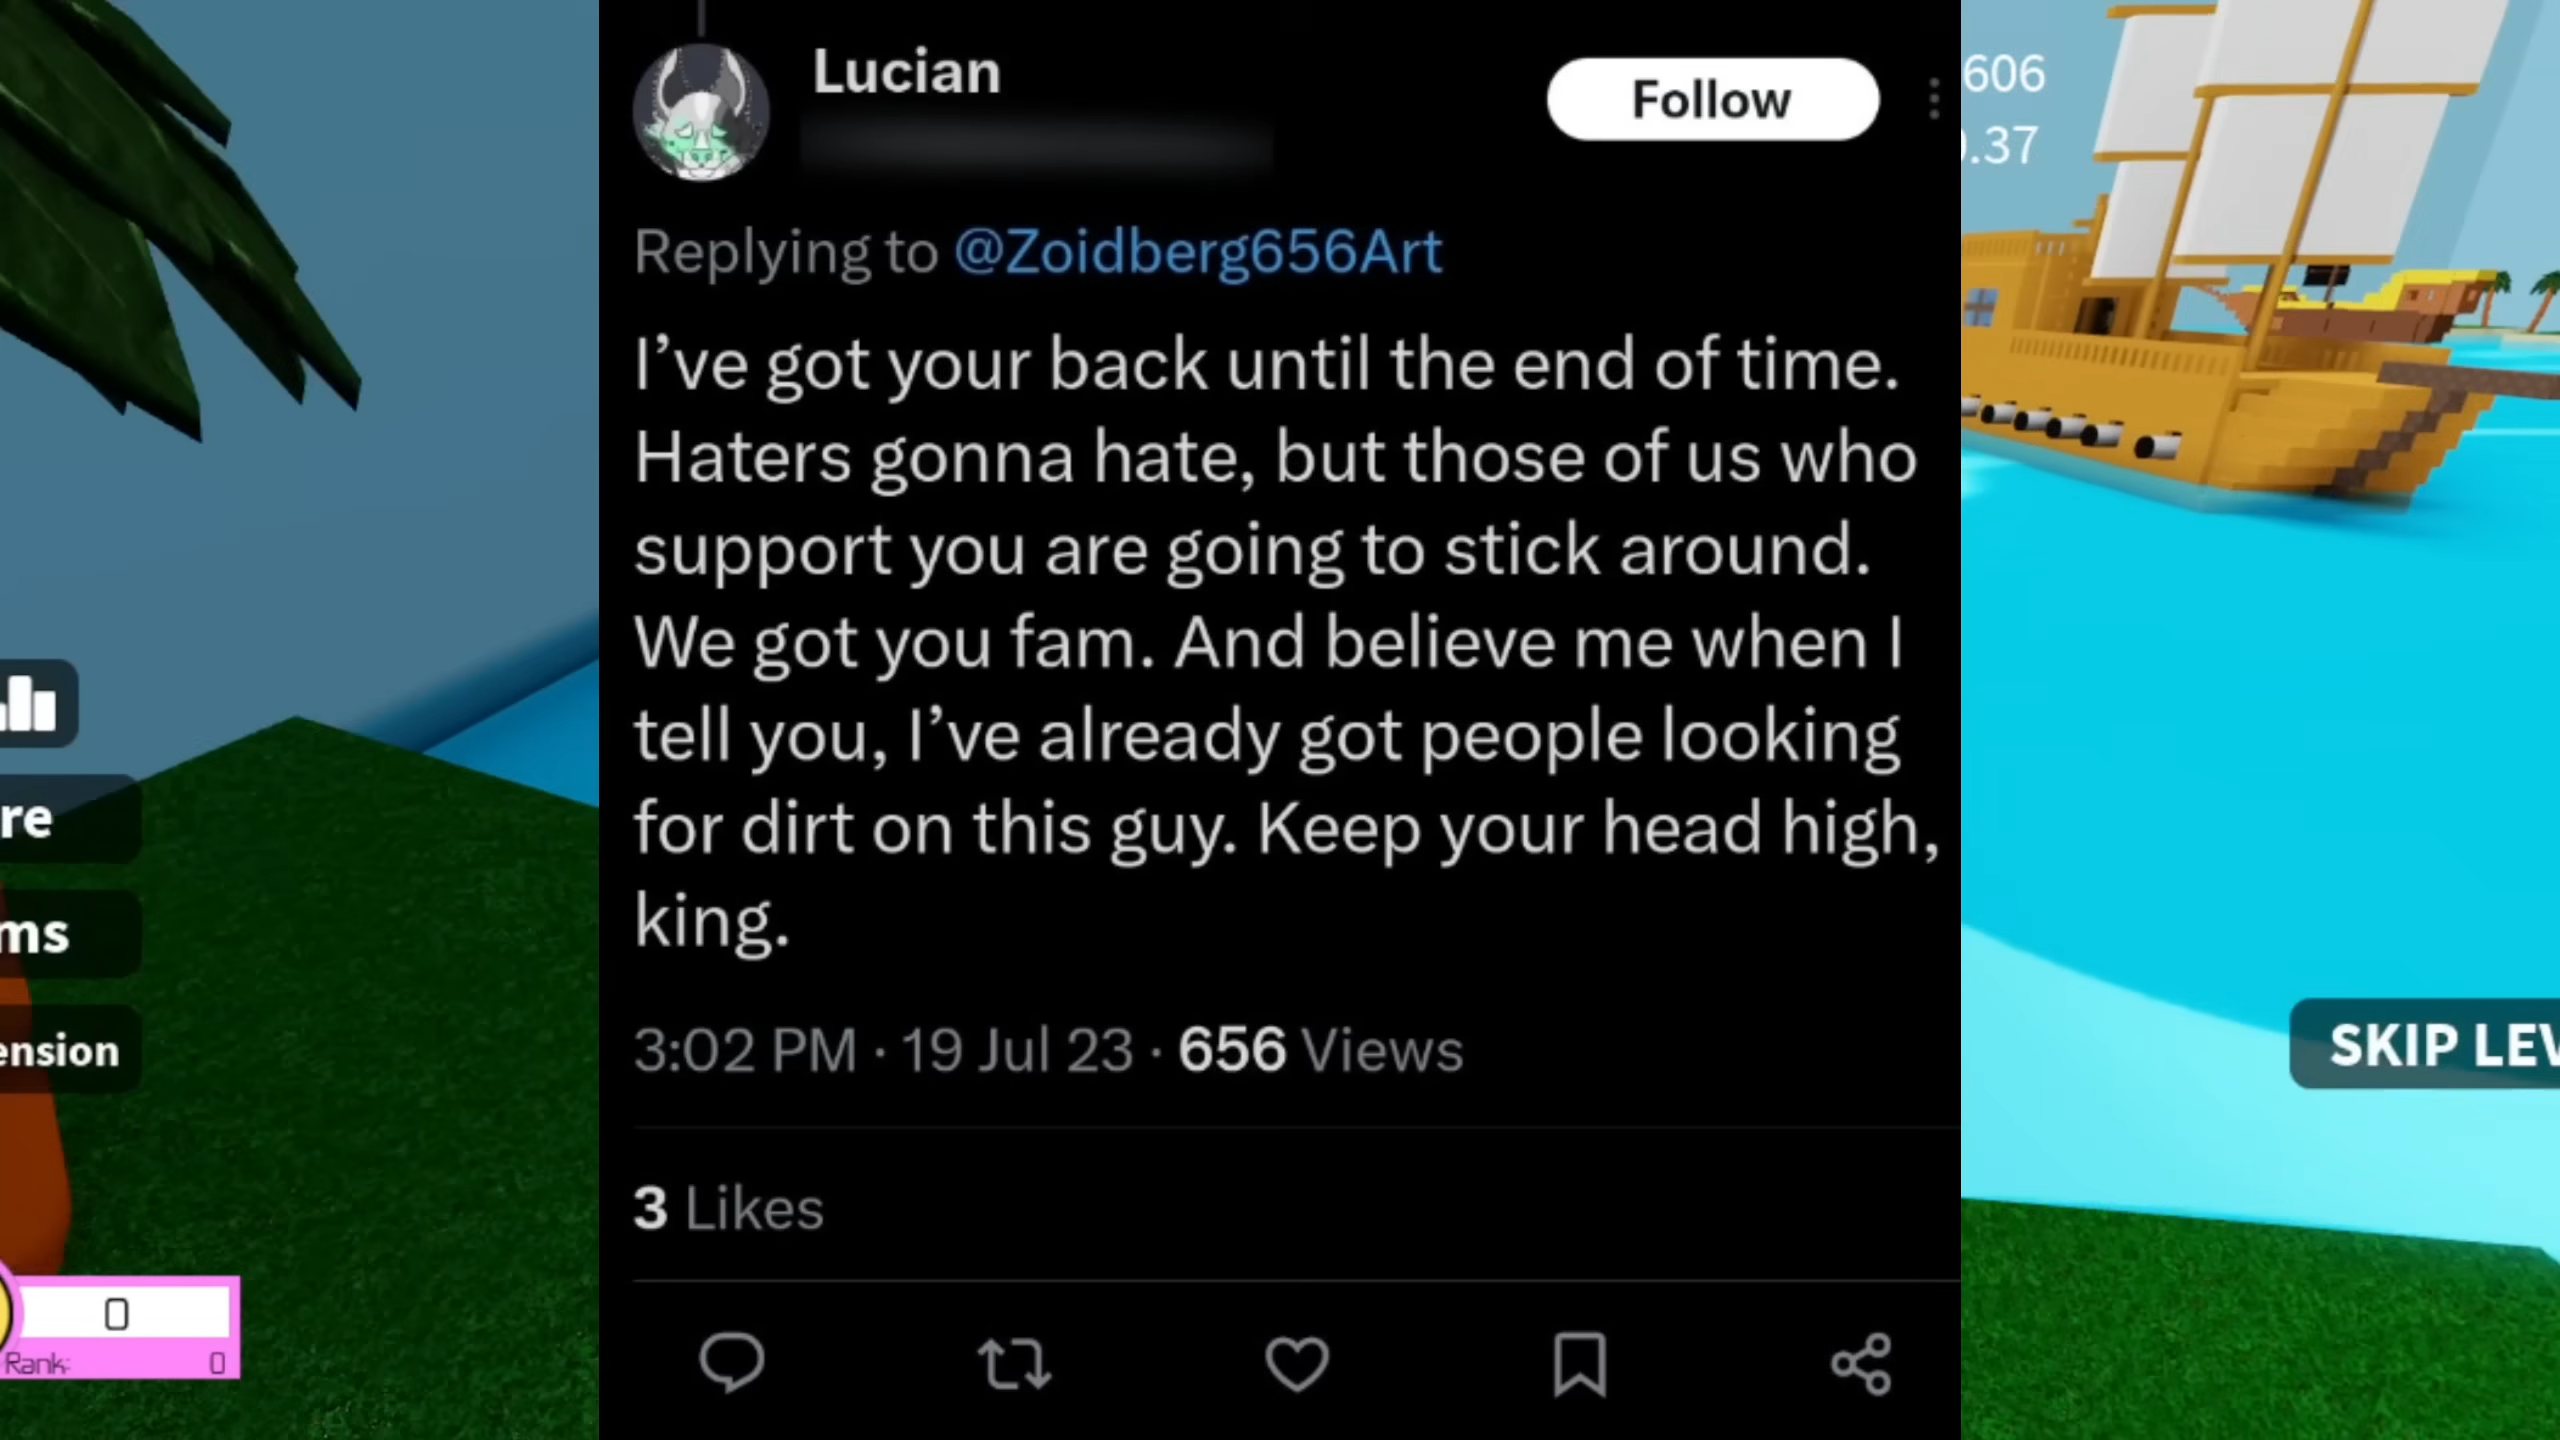 Lucian
Follow
Replying to @Zoidberg656Art
I’ve got your back until the end of time.
Haters gonna hate, but those of us who
support you are going to stick around.
We got you fam. And believe me when I
tell you, I’ve already got people looking
for dirt on this guy. Keep your head high,
king.
3:02 PM · 19 Jul 23 · 656 Views
3 Likes
re
ms
ension
0
Rank: 0
606
.37
SKIP LEV